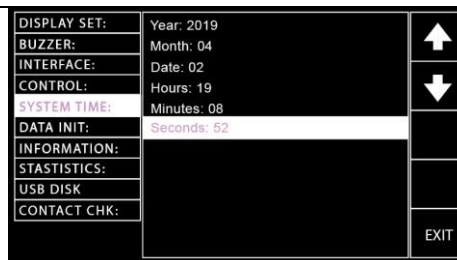 DISPLAY SET:
BUZZER:
INTERFACE:
CONTROL:
SYSTEM TIME:
DATA INIT:
INFORMATION:
STASTISTICS:
USB DISK
CONTACT CHK:
Year: 2019
Month: 04
Date: 02
Hours: 19
Minutes: 08
Seconds: 52
EXIT